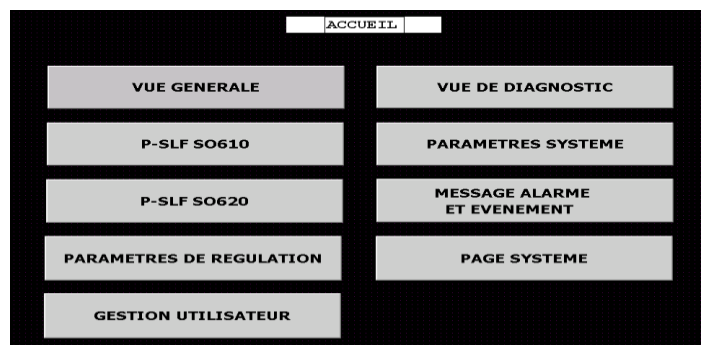 ACCUEIL
VUE GENERALE
VUE DE DIAGNOSTIC
P-SLF SO610
PARAMETRES SYSTEME
P-SLF SO620
MESSAGE ALARME
ET EVENEMENT
PARAMETRES DE REGULATION
PAGE SYSTEME
GESTION UTILISATEUR